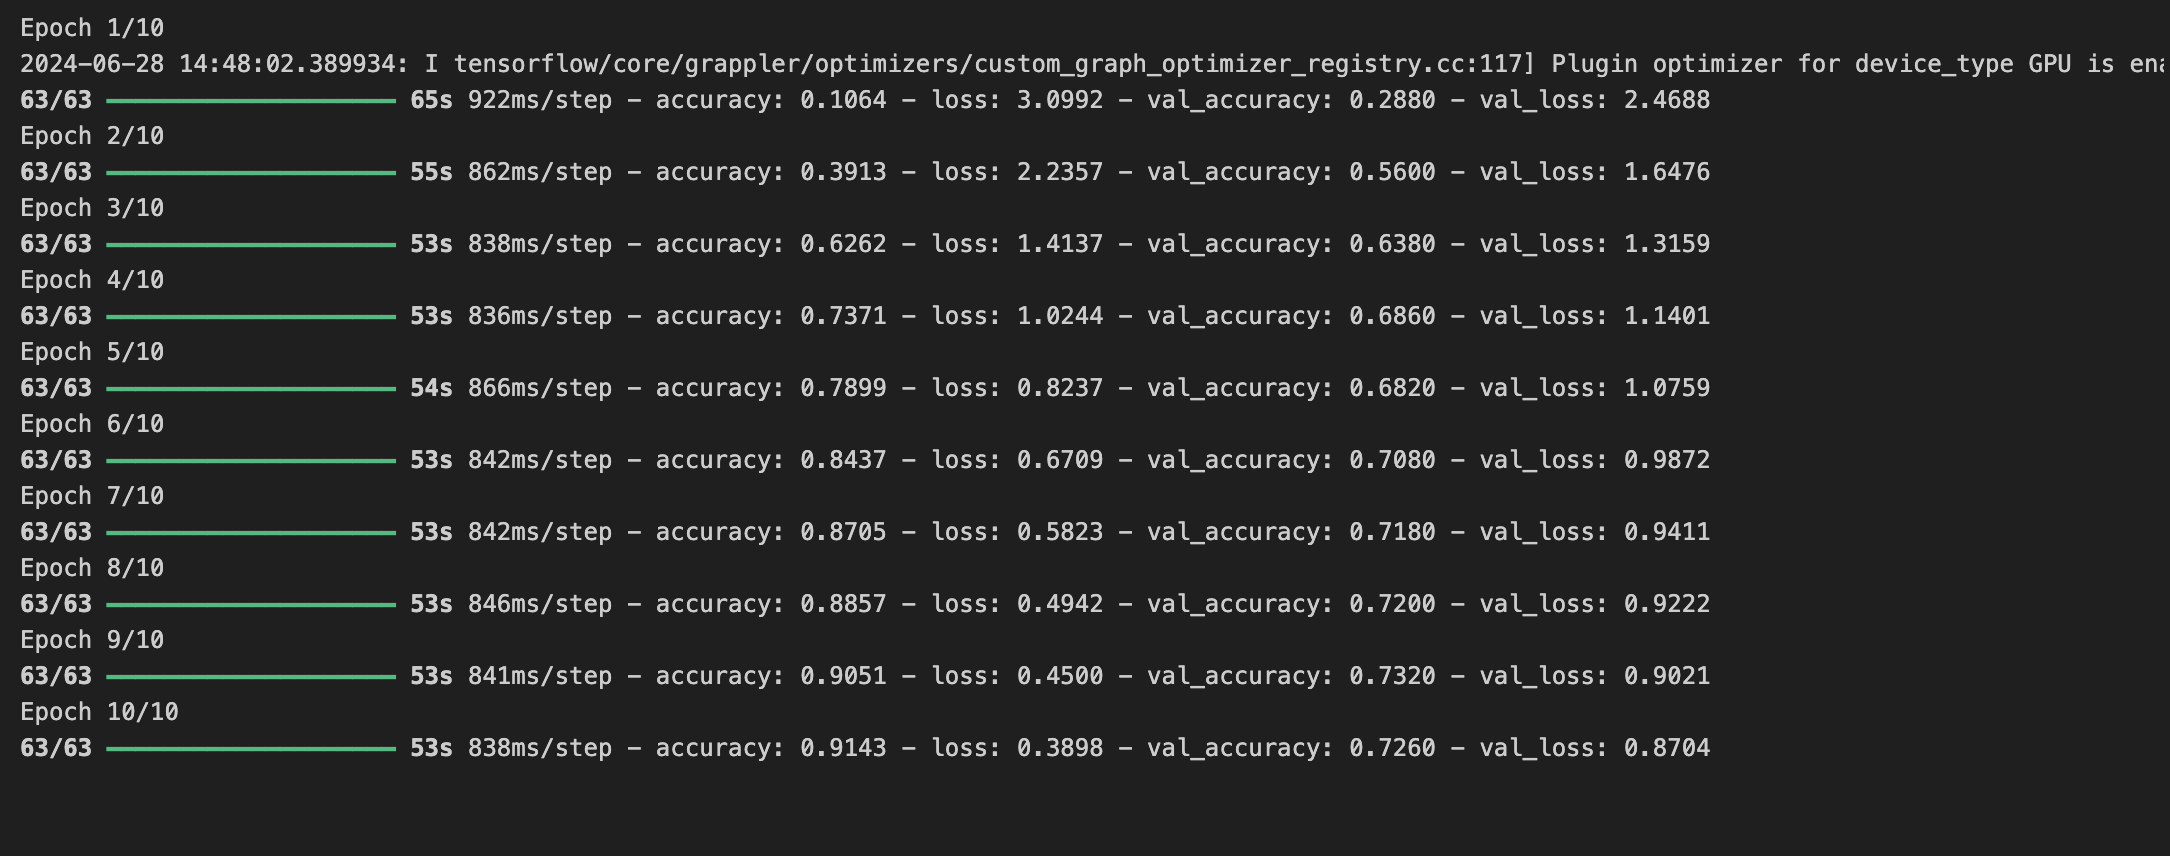 Epoch 1/10
2024-06-28 14:48:02.389934: I tensorflow/core/grappler/optimizers/custom_graph_optimizer_registry.cc:117] Plugin optimizer for device_type GPU is
63/63 ━━━━━━━━━━━━━━━━━━━━ 65s 922ms/step - accuracy: 0.1064 - loss: 3.0992 - val_accuracy: 0.2880 - val_loss: 2.4688
Epoch 2/10
63/63 ━━━━━━━━━━━━━━━━━━━━ 55s 862ms/step - accuracy: 0.3913 - loss: 2.2357 - val_accuracy: 0.5600 - val_loss: 1.6476
Epoch 3/10
63/63 ━━━━━━━━━━━━━━━━━━━━ 53s 838ms/step - accuracy: 0.6262 - loss: 1.4137 - val_accuracy: 0.6380 - val_loss: 1.3159
Epoch 4/10
63/63 ━━━━━━━━━━━━━━━━━━━━ 53s 836ms/step - accuracy: 0.7371 - loss: 1.0244 - val_accuracy: 0.6860 - val_loss: 1.1401
Epoch 5/10
63/63 ━━━━━━━━━━━━━━━━━━━━ 54s 866ms/step - accuracy: 0.7899 - loss: 0.8237 - val_accuracy: 0.6820 - val_loss: 1.0759
Epoch 6/10
63/63 ━━━━━━━━━━━━━━━━━━━━ 53s 842ms/step - accuracy: 0.8437 - loss: 0.6709 - val_accuracy: 0.7080 - val_loss: 0.9872
Epoch 7/10
63/63 ━━━━━━━━━━━━━━━━━━━━ 53s 842ms/step - accuracy: 0.8705 - loss: 0.5823 - val_accuracy: 0.7180 - val_loss: 0.9411
Epoch 8/10
63/63 ━━━━━━━━━━━━━━━━━━━━ 53s 846ms/step - accuracy: 0.8857 - loss: 0.4942 - val_accuracy: 0.7200 - val_loss: 0.9222
Epoch 9/10
63/63 ━━━━━━━━━━━━━━━━━━━━ 53s 841ms/step - accuracy: 0.9051 - loss: 0.4500 - val_accuracy: 0.7320 - val_loss: 0.9021
Epoch 10/10
63/63 ━━━━━━━━━━━━━━━━━━━━ 53s 838ms/step - accuracy: 0.9143 - loss: 0.3898 - val_accuracy: 0.7260 - val_loss: 0.8704